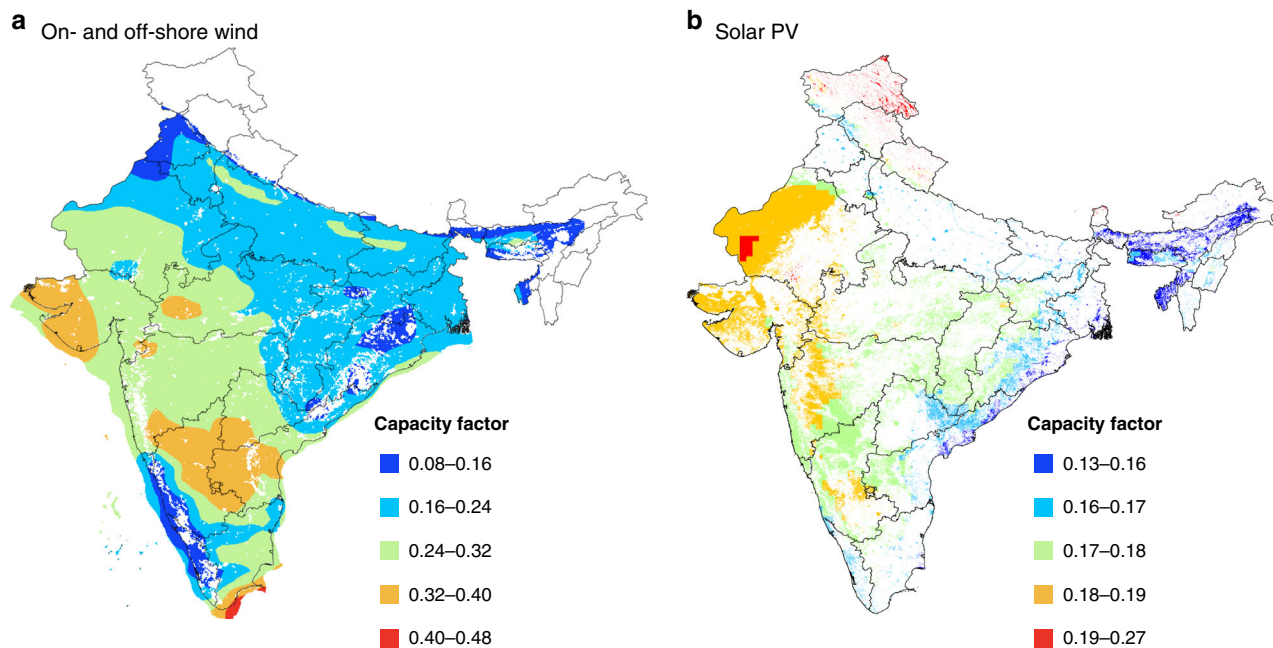 a On- and off-shore wind
b Solar PV
Capacity factor
0.08–0.16
0.16–0.24
0.24–0.32
0.32–0.40
0.40–0.48
Capacity factor
0.13–0.16
0.16–0.17
0.17–0.18
0.18–0.19
0.19–0.27